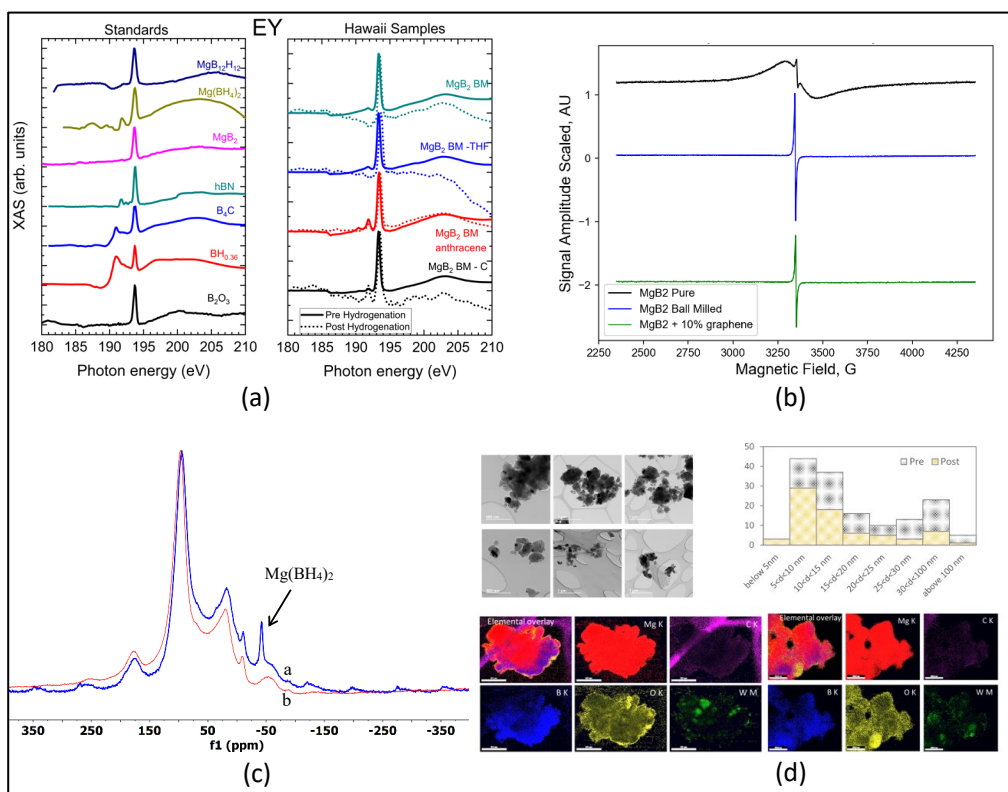 Standards
EY
Hawaii Samples
XAS (arb. units)
MgB12H12
Mg(BH4)2
MgB2
hBN
B4C
BH0.36
B2O3
180 185 190 195 200 205 210
Photon energy (eV)
MgB2 BM
MgB2 BM -THF
MgB2 BM
anthracene
MgB2 BM - C
Pre Hydrogenation
Post Hydrogenation
180 185 190 195 200 205 210
Photon energy (eV)
(a)
Signal Amplitude Scaled, AU
1
0
−1
−2
MgB2 Pure
MgB2 Ball Milled
MgB2 + 10% graphene
2250 2500 2750 3000 3250 3500 3750 4000 4250
Magnetic Field, G
(b)
Mg(BH4)2
a
b
350 250 150 50 -50 -150 -250 -350
f1 (ppm)
(c)
50
40
30
20
10
0
Pre Post
below 5nm
5<d<10 nm
10<d<15 nm
15<d<20 nm
20<d<25 nm
25<d<30 nm
30<d<100 nm
above 100 nm
Elemental overlay
Mg K
C K
B K
O K
W M
Elemental overlay
Mg K
C K
B K
O K
W M
(d)